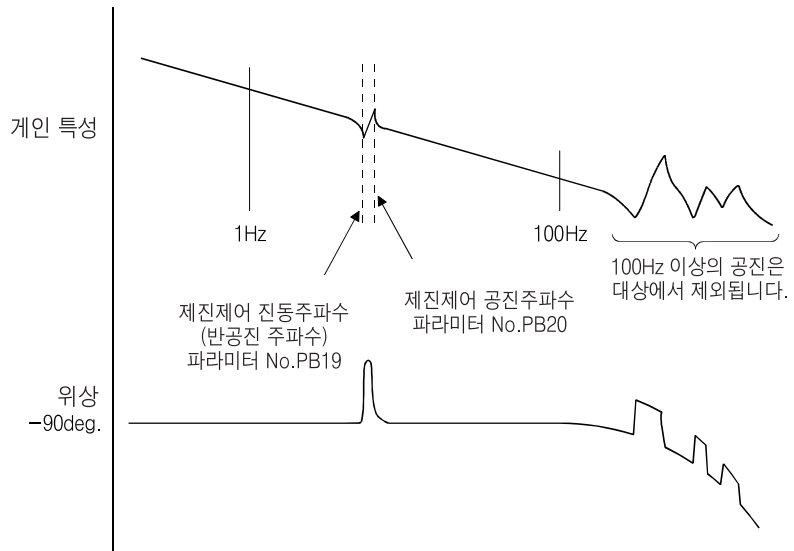 게인 특성
1Hz
100Hz
100Hz 이상의 공진은
대상에서 제외됩니다.
제진제어 진동주파수
(반공진 주파수)
파라미터 No.PB19
제진제어 공진주파수
파라미터 No.PB20
위상
-90deg.